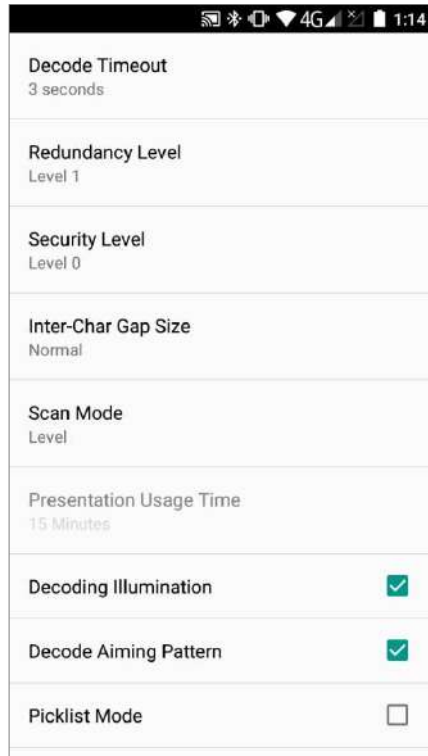 4G 1:14
Decode Timeout
3 seconds
Redundancy Level
Level 1
Security Level
Level 0
Inter-Char Gap Size
Normal
Scan Mode
Level
Presentation Usage Time
15 Minutes
Decoding Illumination
Decode Aiming Pattern
Picklist Mode